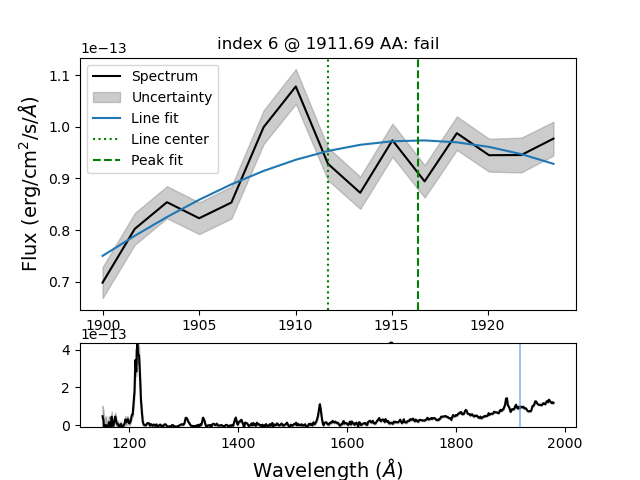 index 6 @ 1911.69 AA: fail
1e−13
Spectrum
Uncertainty
Line fit
Line center
Peak fit
Flux (erg/cm²/s/Å)
1.1
1.0
0.9
0.8
0.7
1900 1905 1910 1915 1920
1e−13
4
2
0
1200 1400 1600 1800 2000
Wavelength (Å)